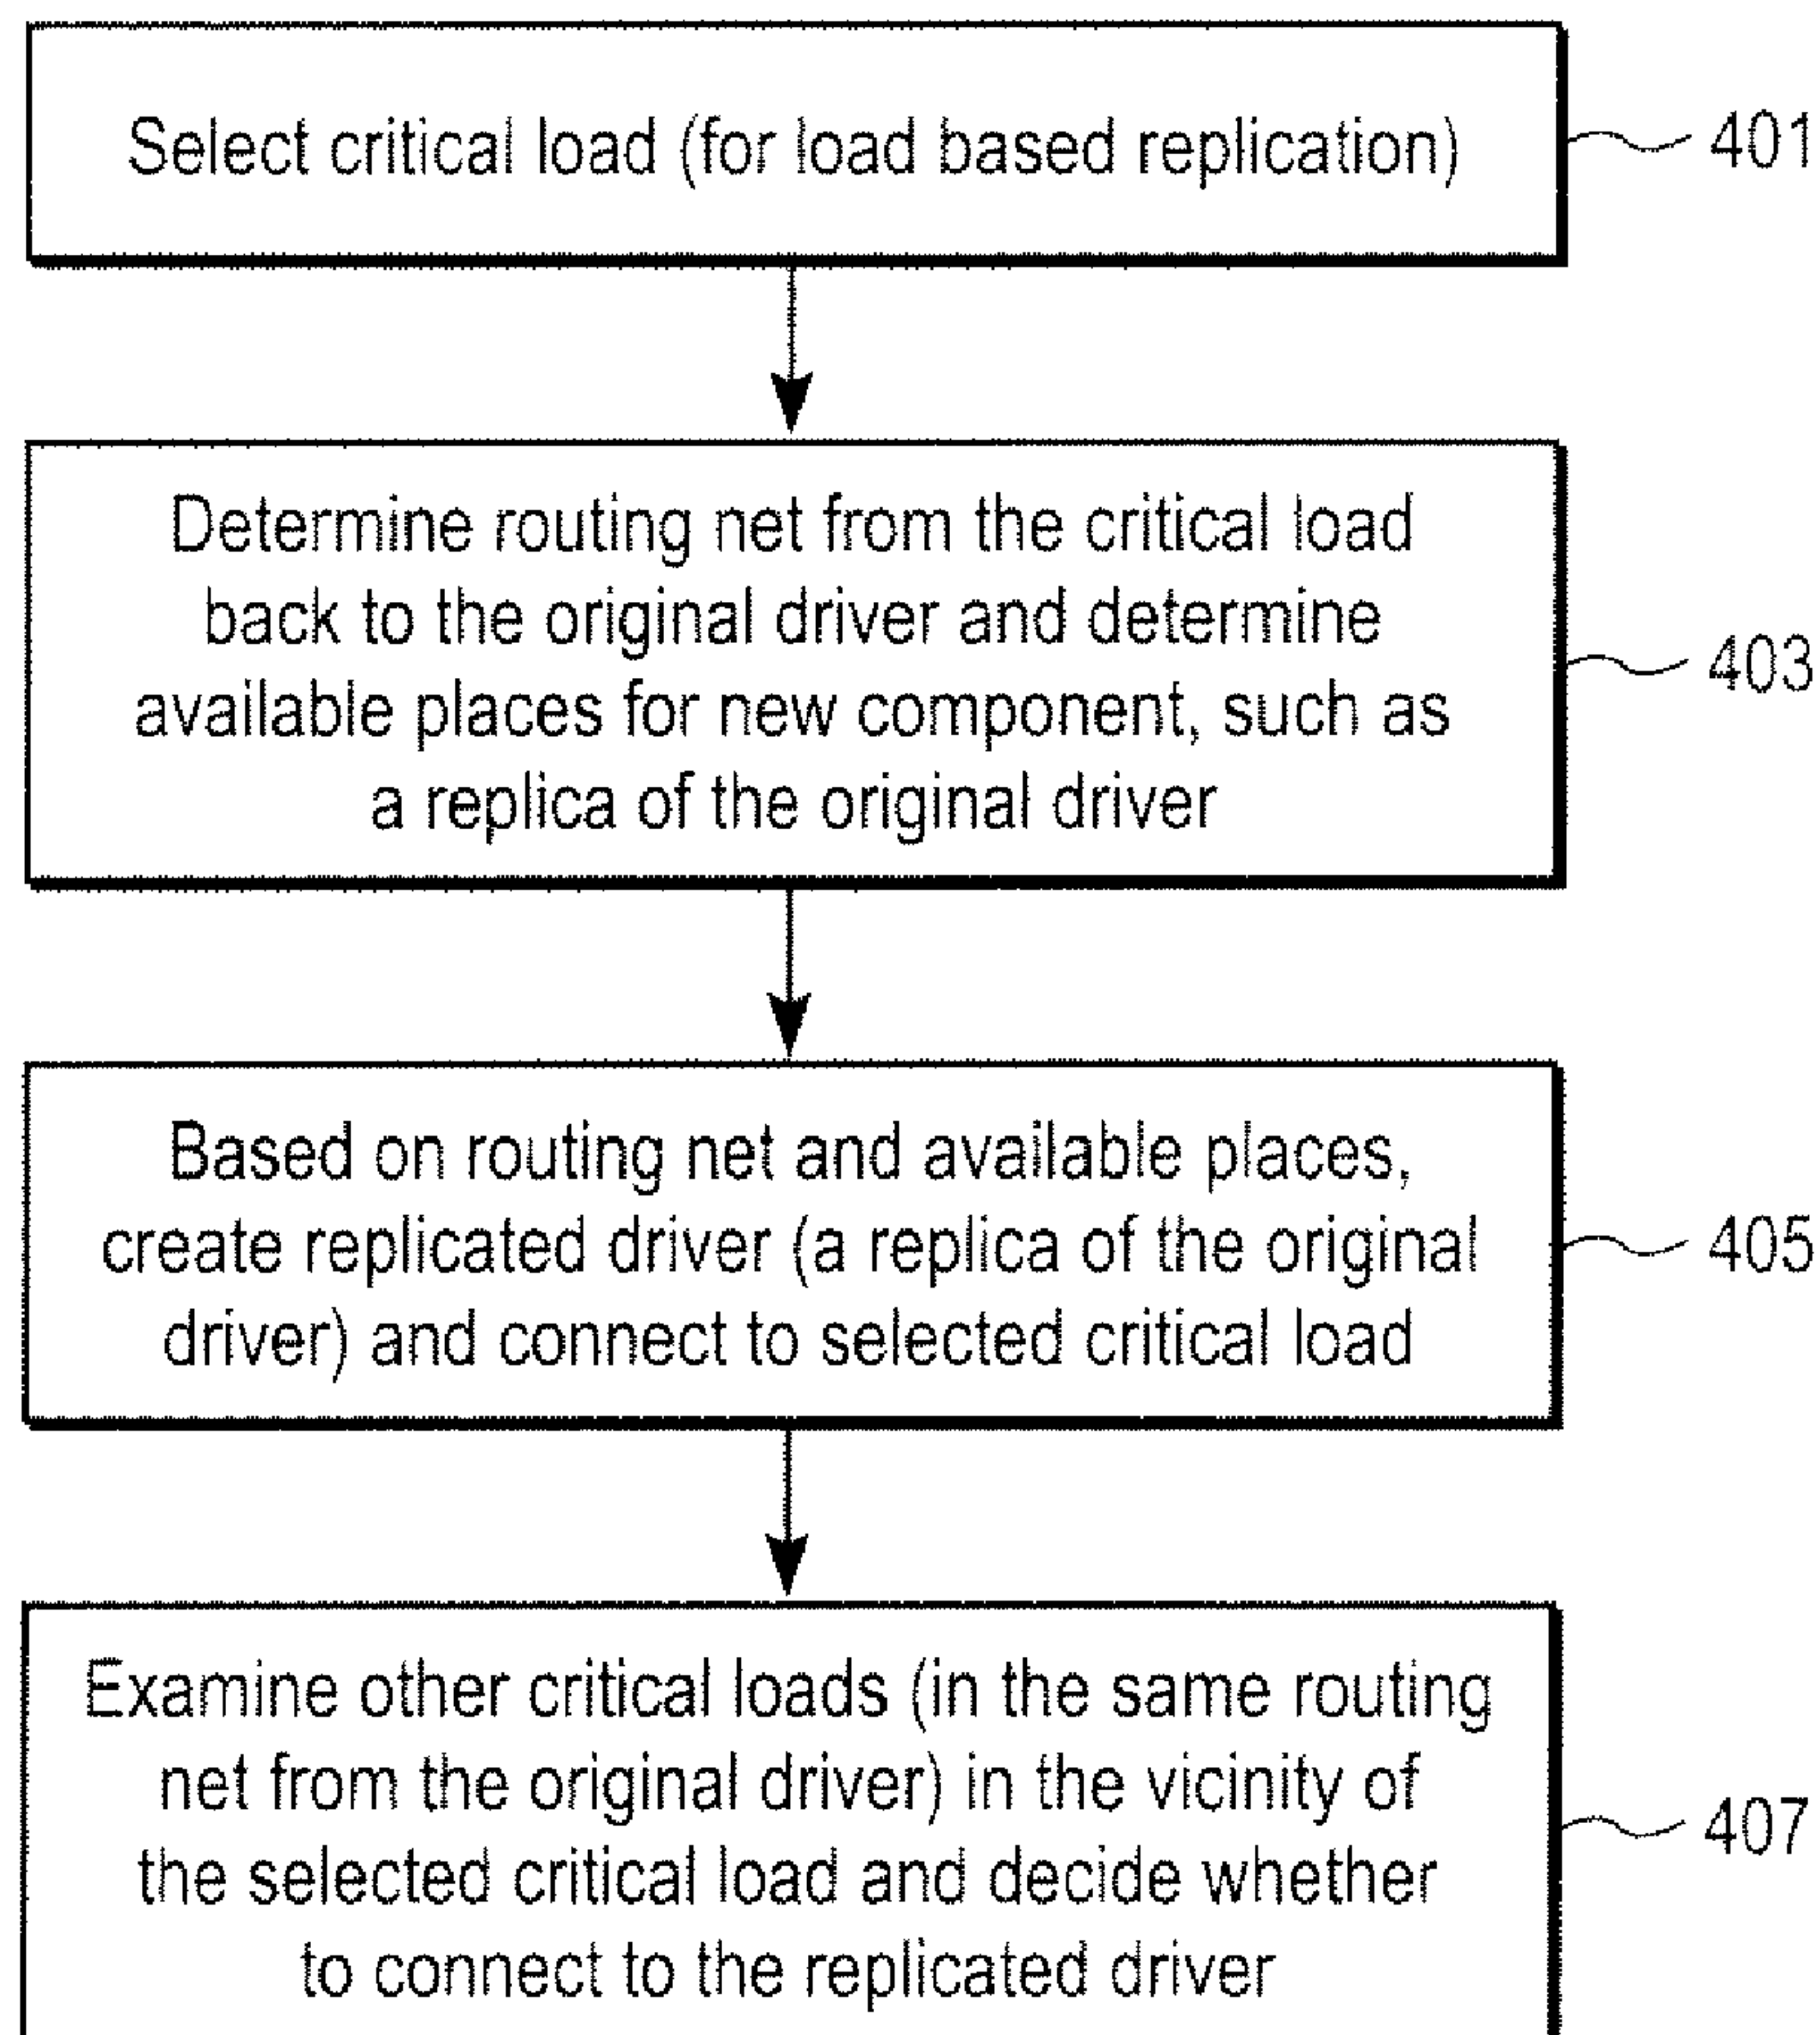 Select critical load (for load based replication)
401
Determine routing net from the critical load
back to the original driver and determine
available places for new component, such as
a replica of the original driver
403
Based on routing net and available places,
create replicated driver (a replica of the original
driver) and connect to selected critical load
405
Examine other critical loads (in the same routing
net from the original driver) in the vicinity of
the selected critical load and decide whether
to connect to the replicated driver
407